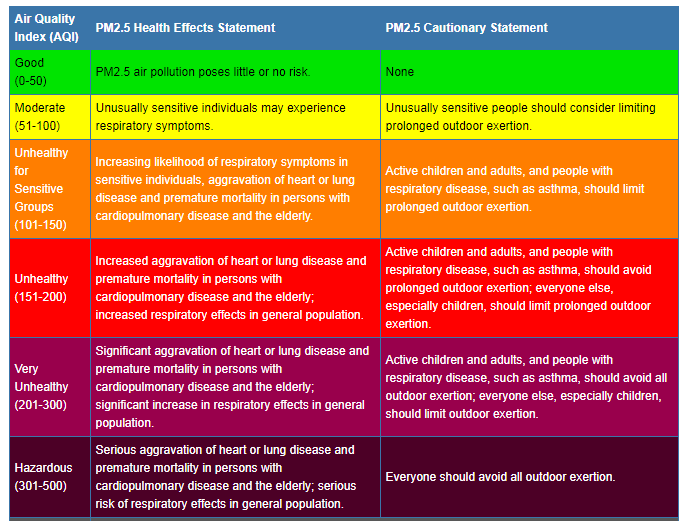 Air Quality
Index (AQI)
PM2.5 Health Effects Statement
PM2.5 Cautionary Statement
Good
(0-50)
PM2.5 air pollution poses little or no risk.
None
Moderate
(51-100)
Unusually sensitive individuals may experience
respiratory symptoms.
Unusually sensitive people should consider limiting
prolonged outdoor exertion.
Unhealthy
for
Sensitive
Groups
(101-150)
Increasing likelihood of respiratory symptoms in
sensitive individuals, aggravation of heart or lung
disease and premature mortality in persons with
cardiopulmonary disease and the elderly.
Active children and adults, and people with
respiratory disease, such as asthma, should limit
prolonged outdoor exertion.
Unhealthy
(151-200)
Increased aggravation of heart or lung disease and
premature mortality in persons with
cardiopulmonary disease and the elderly;
increased respiratory effects in general population.
Active children and adults, and people with
respiratory disease, such as asthma, should avoid
prolonged outdoor exertion; everyone else,
especially children, should limit prolonged outdoor
exertion.
Very
Unhealthy
(201-300)
Significant aggravation of heart or lung disease and
premature mortality in persons with
cardiopulmonary disease and the elderly;
significant increase in respiratory effects in general
population.
Active children and adults, and people with
respiratory disease, such as asthma, should avoid all
outdoor exertion; everyone else, especially children,
should limit outdoor exertion.
Hazardous
(301-500)
Serious aggravation of heart or lung disease and
premature mortality in persons with
cardiopulmonary disease and the elderly; serious
risk of respiratory effects in general population.
Everyone should avoid all outdoor exertion.